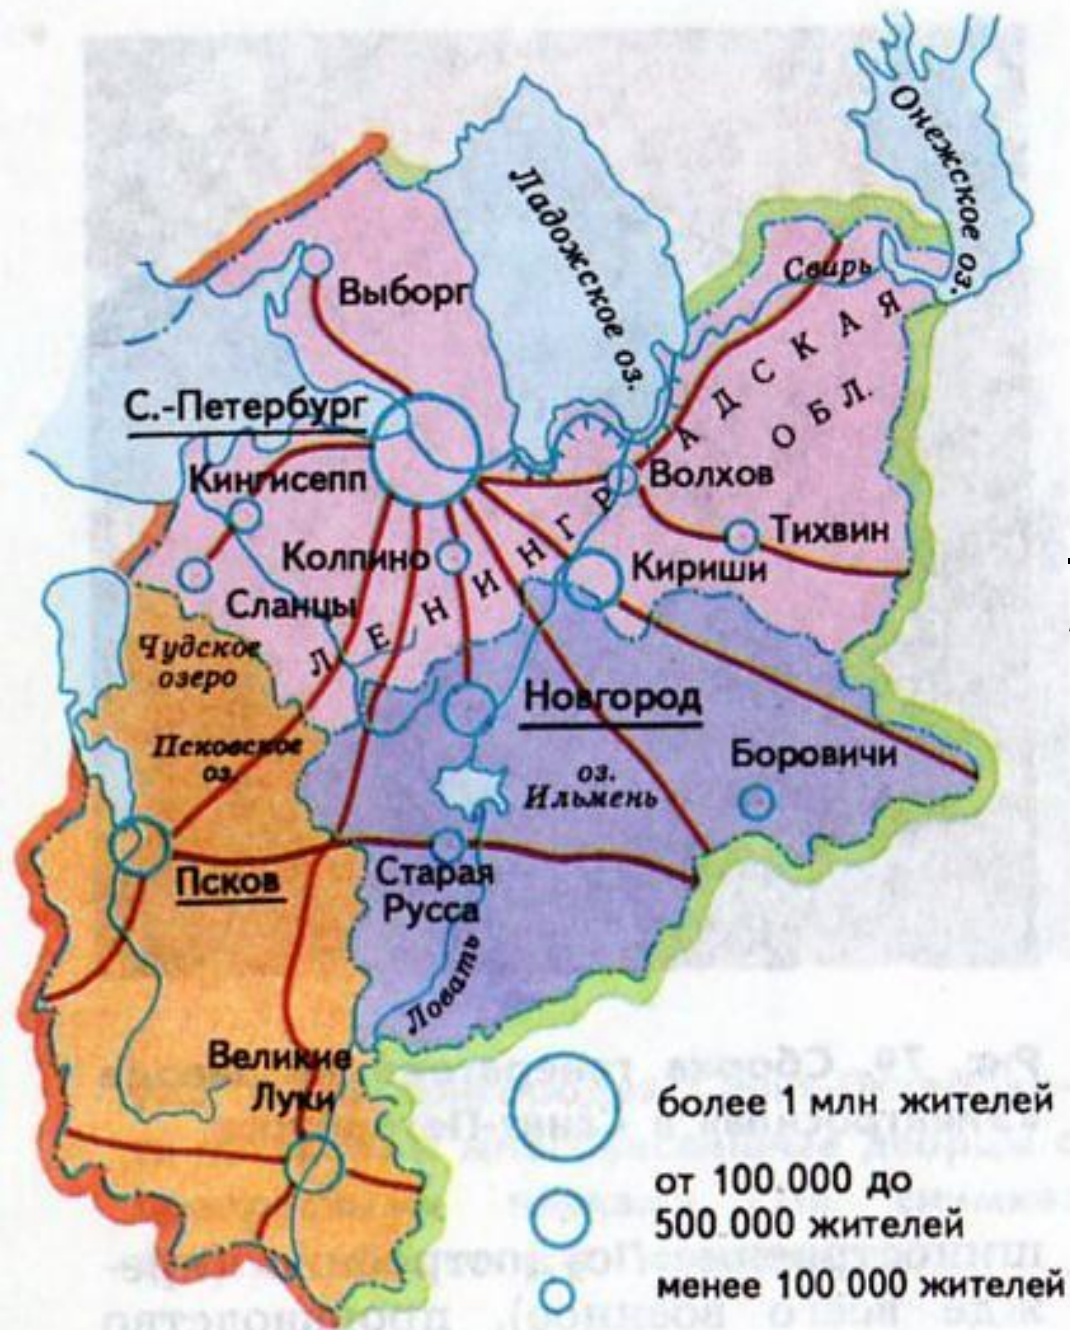 Онежское оз.
Ладожское оз.
Свирь
Выборг
ЛЕНИНГРАДСКАЯ
ОБЛ.
С.-Петербург
Кингисепп
Волхов
Тихвин
Колпино
Кириши
Сланцы
Чудское
озеро
Новгород
Псковское
оз.
оз.
Ильмень
Боровичи
Псков
Старая
Русса
Ловать
Великие
Луки
более 1 млн. жителей
от 100.000 до
500.000 жителей
менее 100 000 жителей